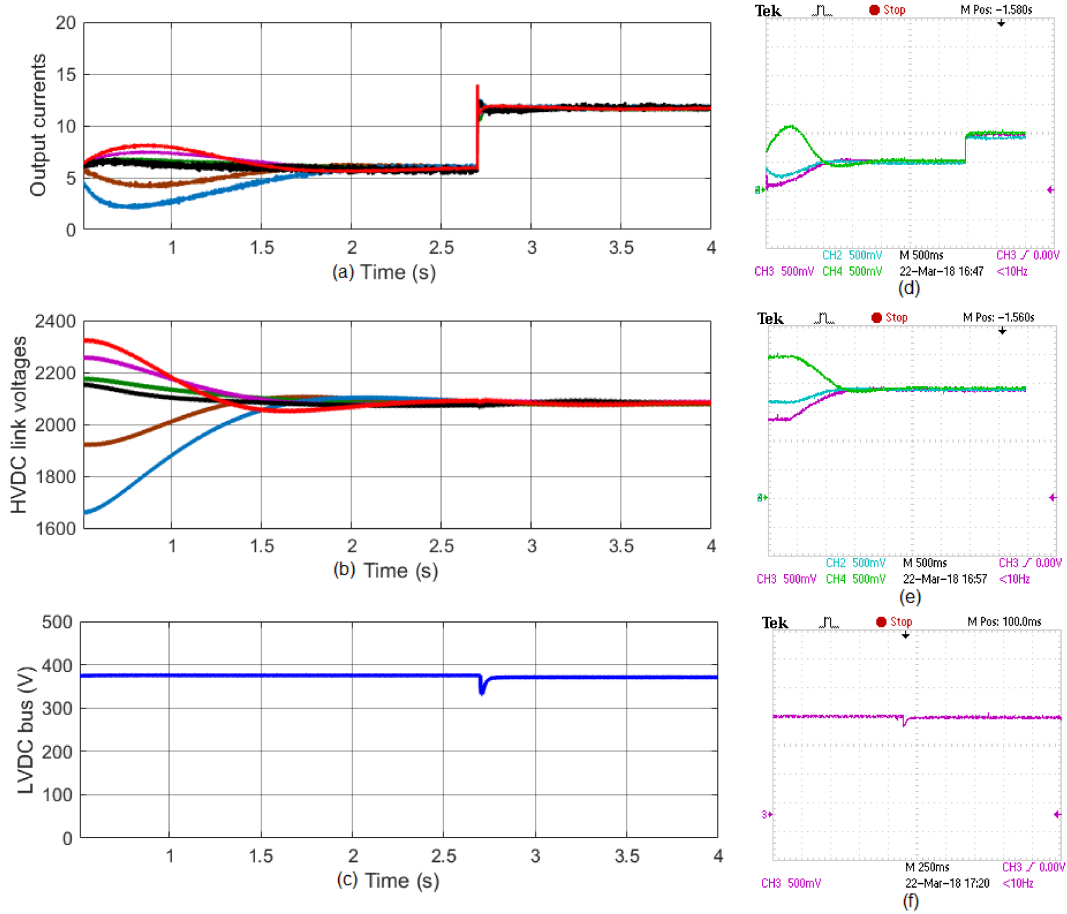 20
15
10
5
0
Output currents
1
1.5
2
2.5
3
3.5
4
(a) Time (s)
Tek
Stop
M Pos: -1.580s
2
CH2 500mV
M 500ms
CH3 ∫ 0.00V
CH3 500mV
CH4 500mV
22-Mar-18 16:47
<10Hz
(d)
2400
2200
2000
1800
1600
HVDC link voltages
1
1.5
2
2.5
3
3.5
4
(b) Time (s)
Tek
Stop
M Pos: -1.560s
CH2 500mV
M 500ms
CH3 ∫ 0.00V
CH3 500mV
CH4 500mV
22-Mar-18 16:57
<10Hz
(e)
500
400
300
200
100
0
LVDC bus (V)
1
1.5
2
2.5
3
3.5
4
(c) Time (s)
Tek
Stop
M Pos: 100.0ms
3
M 250ms
CH3 ∫ 0.00V
CH3 500mV
22-Mar-18 17:20
<10Hz
(f)